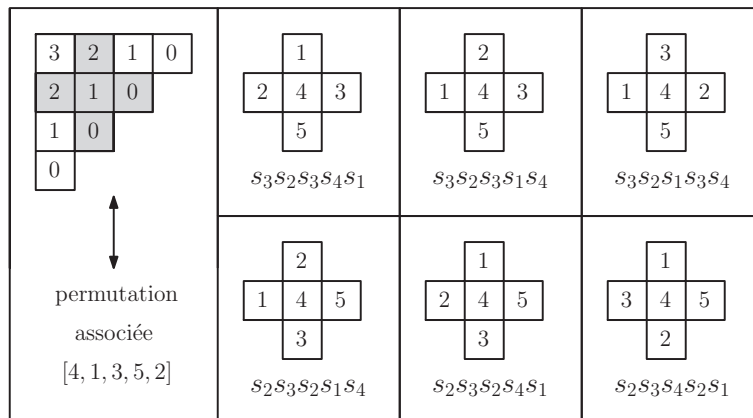 3 2 1 0
2 1 0
1 0
0
permutation
associée
[4, 1, 3, 5, 2]
1
2 4 3
5
s₃s₂s₃s₄s₁
2
1 4 3
5
s₃s₂s₃s₁s₄
3
1 4 2
5
s₃s₂s₁s₃s₄
2
1 4 5
3
s₂s₃s₂s₁s₄
1
2 4 5
3
s₂s₃s₂s₄s₁
1
3 4 5
2
s₂s₃s₄s₂s₁